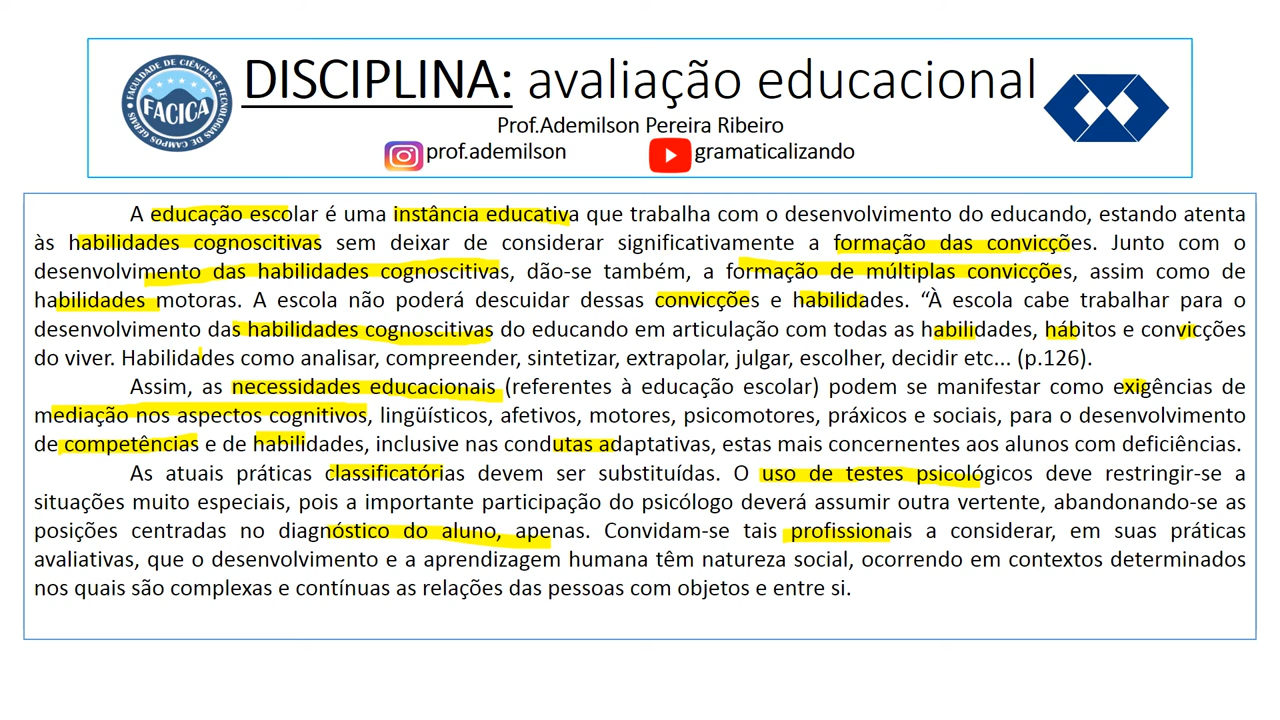 DISCIPLINA: avaliação educacional
FACULDADE DE CIÊNCIAS E TECNOLOGIAS DE CAMPOS GERAIS
FACICA
Prof.Ademilson Pereira Ribeiro
prof.ademilson gramaticalizando
A educação escolar é uma instância educativa que trabalha com o desenvolvimento do educando, estando atenta
às habilidades cognoscitivas sem deixar de considerar significativamente a formação das convicções. Junto com o
desenvolvimento das habilidades cognoscitivas, dão-se também, a formação de múltiplas convicções, assim como de
habilidades motoras. A escola não poderá descuidar dessas convicções e habilidades. “À escola cabe trabalhar para o
desenvolvimento das habilidades cognoscitivas do educando em articulação com todas as habilidades, hábitos e convicções
do viver. Habilidades como analisar, compreender, sintetizar, extrapolar, julgar, escolher, decidir etc... (p.126).
Assim, as necessidades educacionais (referentes à educação escolar) podem se manifestar como exigências de
mediação nos aspectos cognitivos, lingüísticos, afetivos, motores, psicomotores, práxicos e sociais, para o desenvolvimento
de competências e de habilidades, inclusive nas condutas adaptativas, estas mais concernentes aos alunos com deficiências.
As atuais práticas classificatórias devem ser substituídas. O uso de testes psicológicos deve restringir-se a
situações muito especiais, pois a importante participação do psicólogo deverá assumir outra vertente, abandonando-se as
posições centradas no diagnóstico do aluno, apenas. Convidam-se tais profissionais a considerar, em suas práticas
avaliativas, que o desenvolvimento e a aprendizagem humana têm natureza social, ocorrendo em contextos determinados
nos quais são complexas e contínuas as relações das pessoas com objetos e entre si.